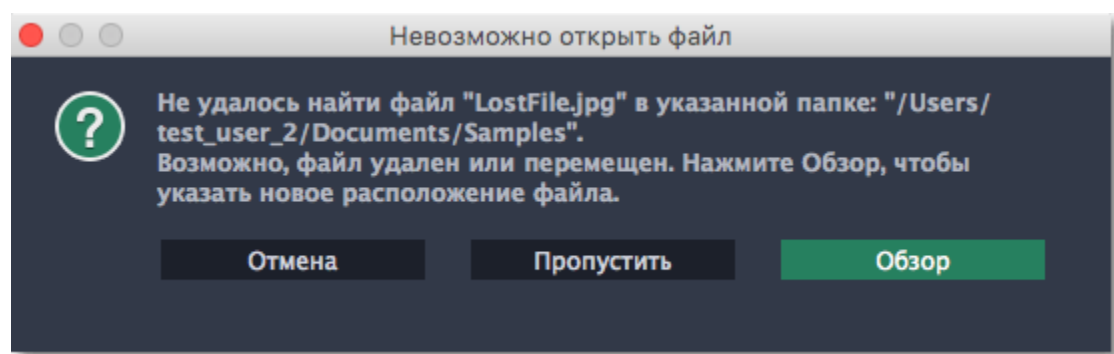 Невозможно открыть файл
Не удалось найти файл "LostFile.jpg" в указанной папке: "/Users/
test_user_2/Documents/Samples".
Возможно, файл удален или перемещен. Нажмите Обзор, чтобы
указать новое расположение файла.
Отмена
Пропустить
Обзор